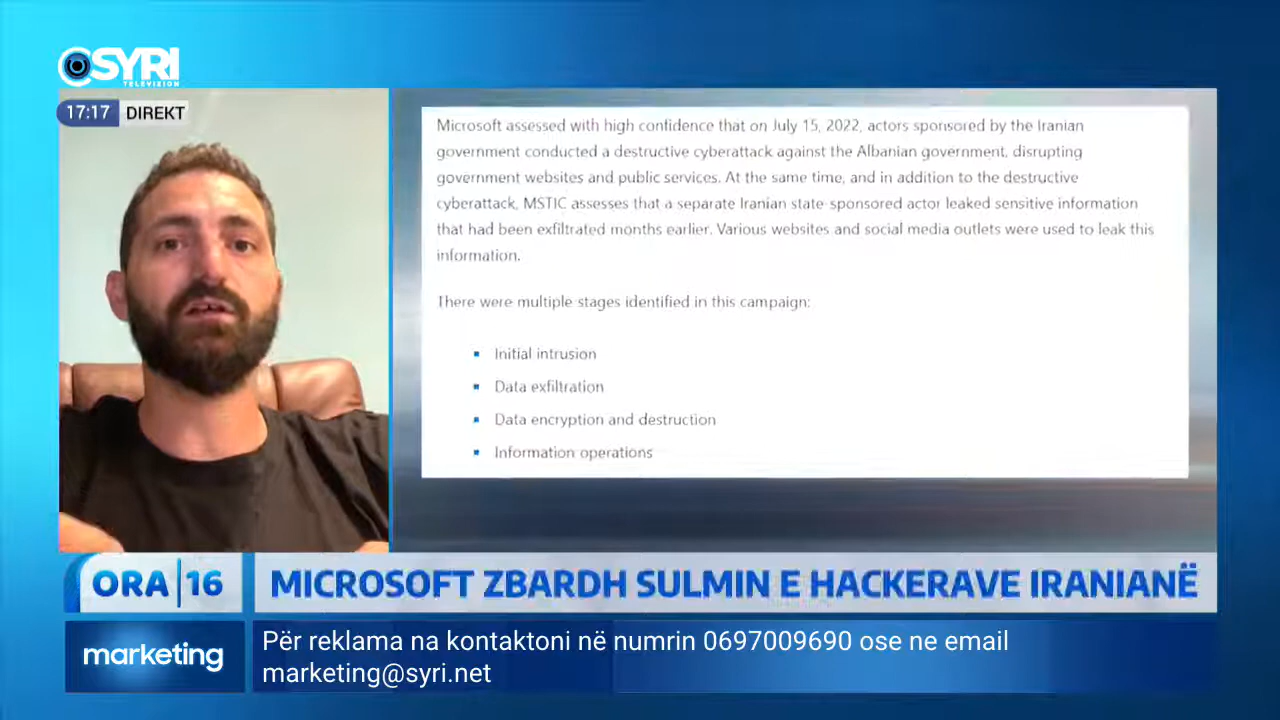 SYRI
TELEVIZION
17:17 DIREKT
Microsoft assessed with high confidence that on July 15, 2022, actors sponsored by the Iranian
government conducted a destructive cyberattack against the Albanian government, disrupting
government websites and public services. At the same time, and in addition to the destructive
cyberattack, MSTIC assesses that a separate Iranian state-sponsored actor leaked sensitive information
that had been exfiltrated months earlier. Various websites and social media outlets were used to leak this
information.
There were multiple stages identified in this campaign:
Initial intrusion
Data exfiltration
Data encryption and destruction
Information operations
ORA 16
MICROSOFT ZBARDH SULMIN E HACKERAVE IRANIANË
marketing
Për reklama na kontaktoni në numrin 0697009690 ose ne email
marketing@syri.net